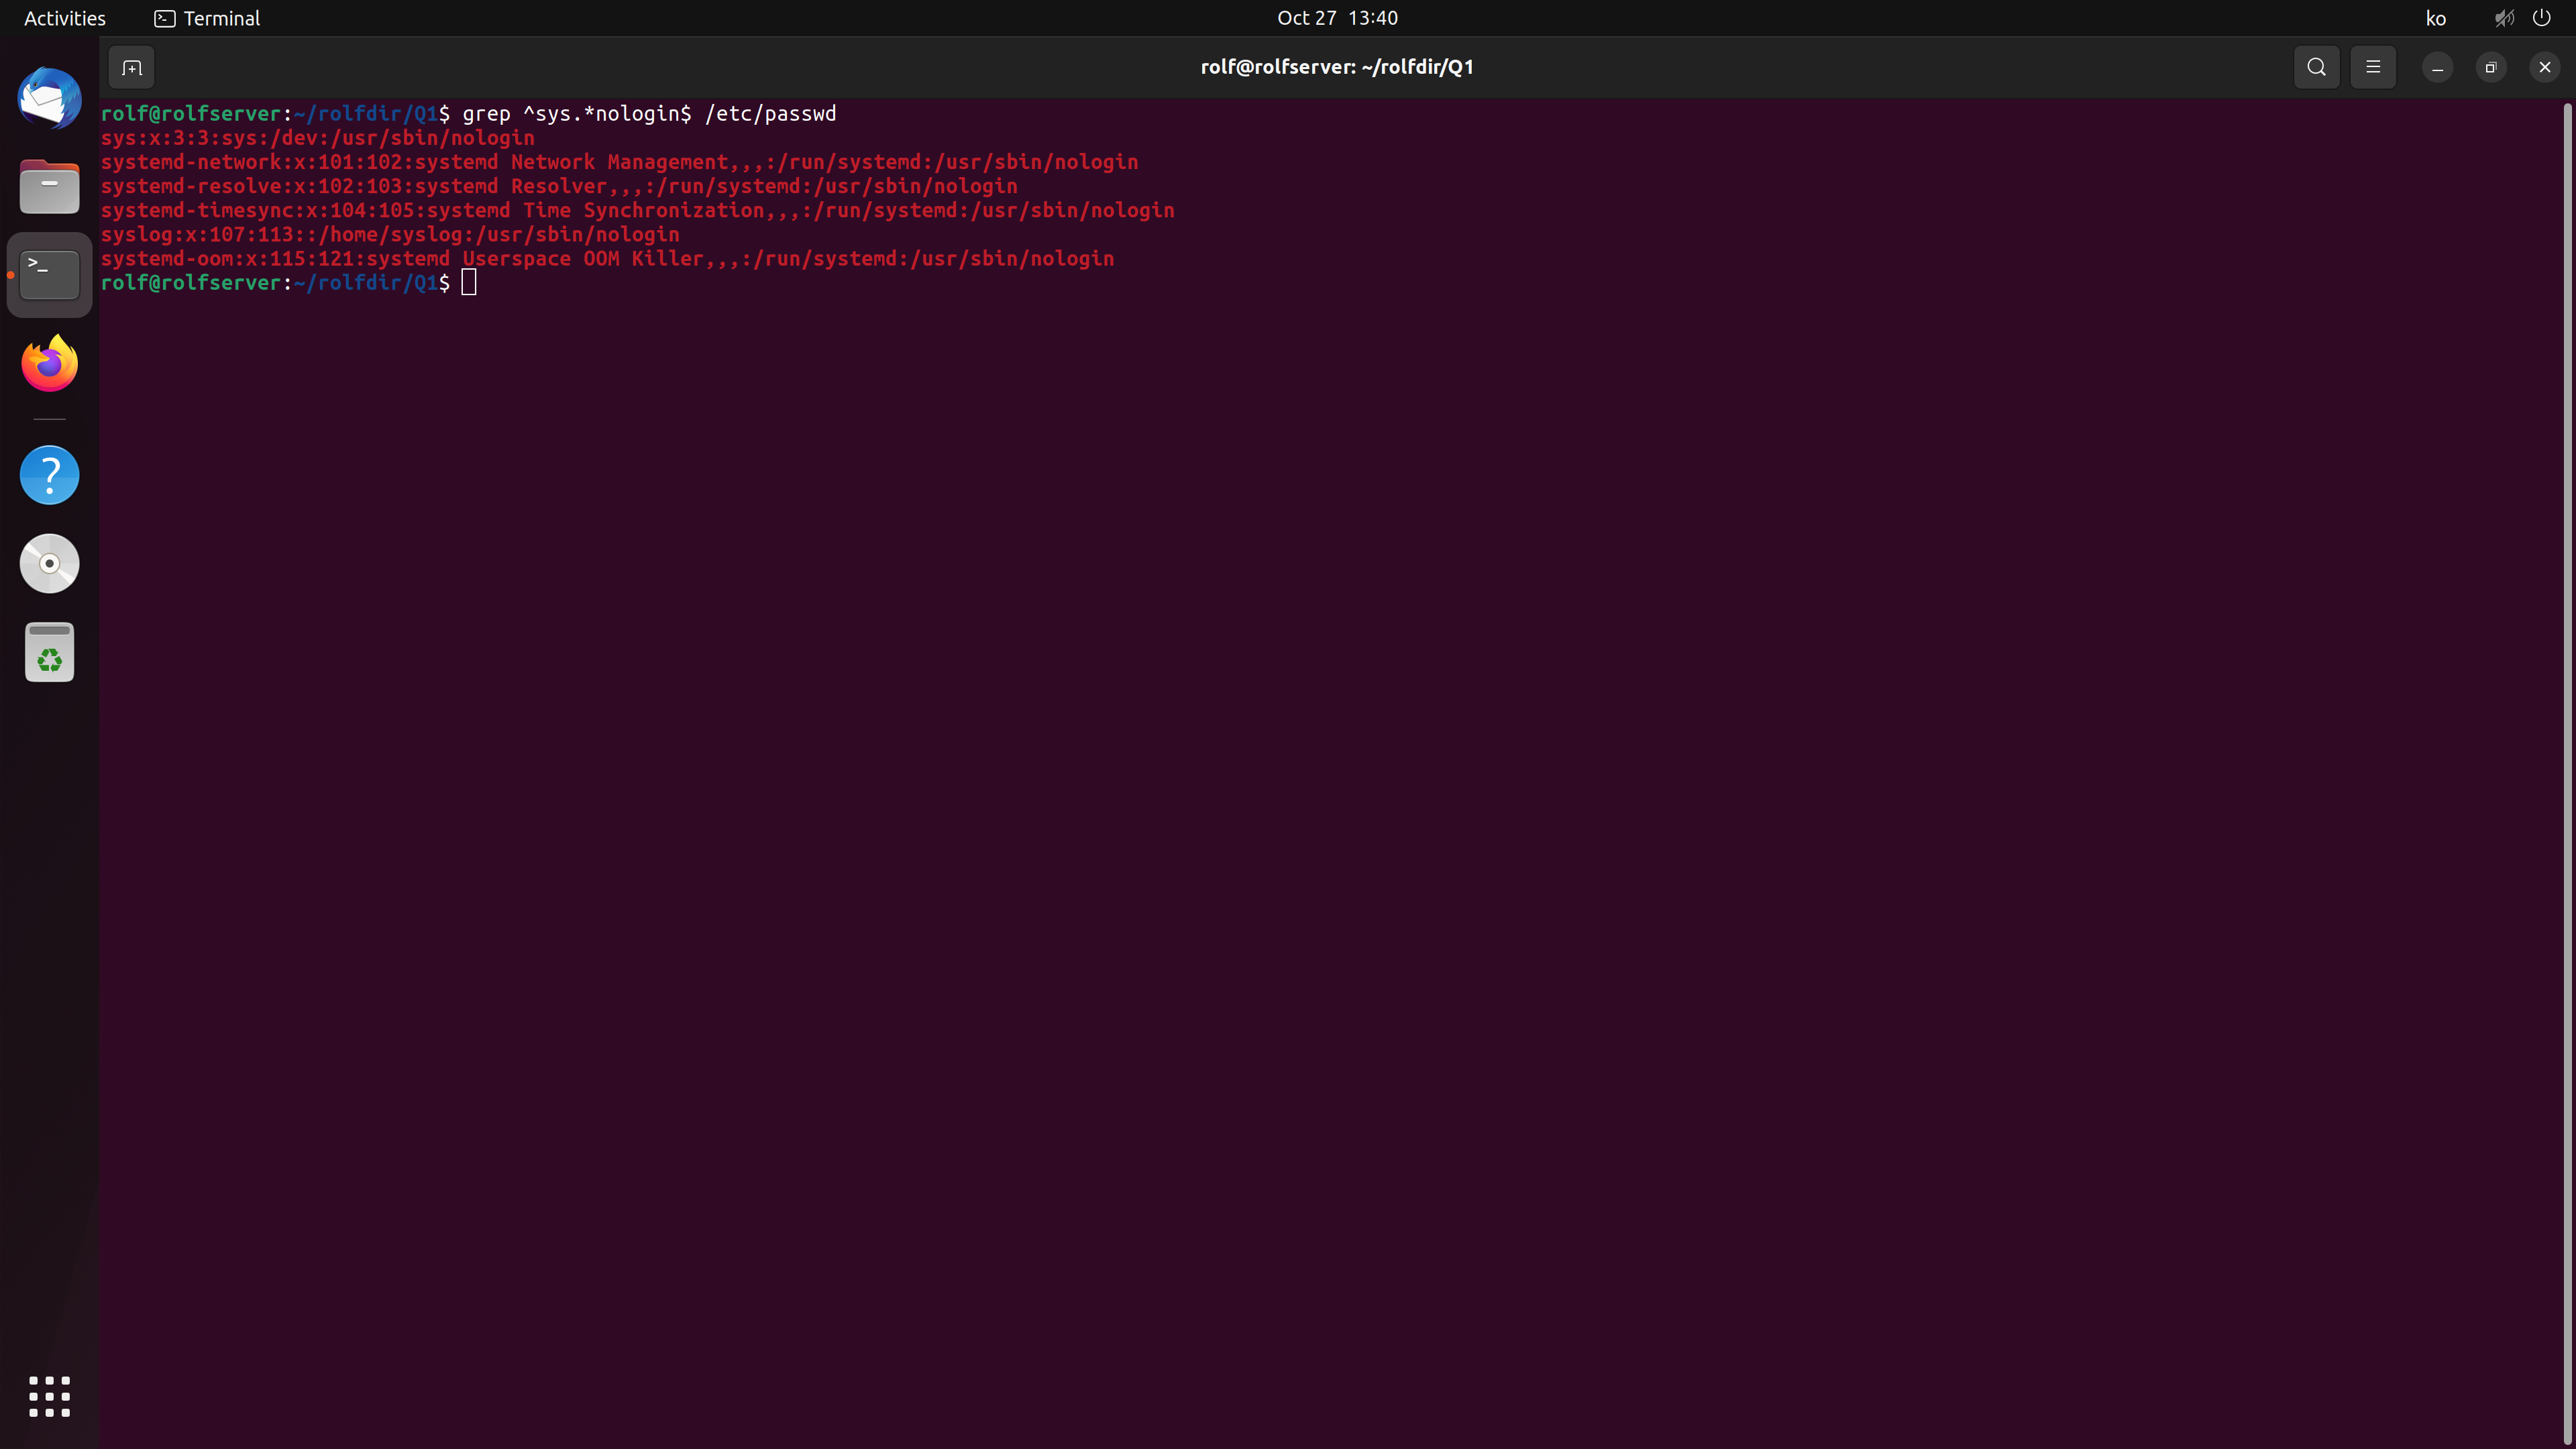 Activities Terminal Oct 27 13:40 ko
rolf@rolfserver: ~/rolfdir/Q1
rolf@rolfserver:~/rolfdir/Q1$ grep ^sys.*nologin$ /etc/passwd
sys:x:3:3:sys:/dev:/usr/sbin/nologin
systemd-network:x:101:102:systemd Network Management,,,:/run/systemd:/usr/sbin/nologin
systemd-resolve:x:102:103:systemd Resolver,,,:/run/systemd:/usr/sbin/nologin
systemd-timesync:x:104:105:systemd Time Synchronization,,,:/run/systemd:/usr/sbin/nologin
syslog:x:107:113::/home/syslog:/usr/sbin/nologin
systemd-oom:x:115:121:systemd Userspace OOM Killer,,,:/run/systemd:/usr/sbin/nologin
rolf@rolfserver:~/rolfdir/Q1$